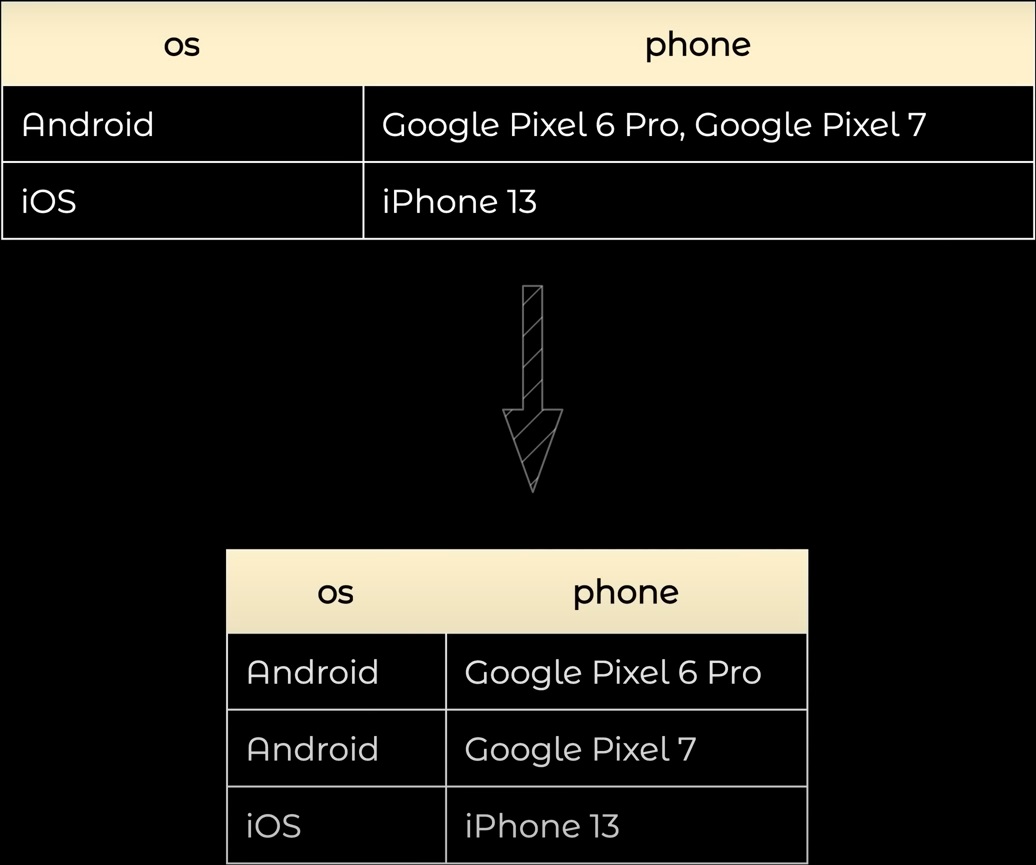 os phone
Android Google Pixel 6 Pro, Google Pixel 7
iOS iPhone 13
os phone
Android Google Pixel 6 Pro
Android Google Pixel 7
iOS iPhone 13